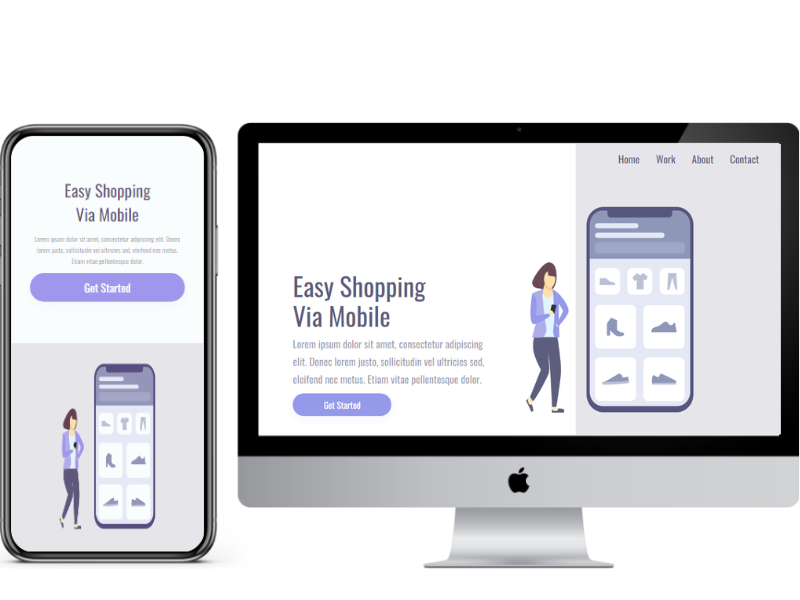 Easy Shopping
Via Mobile
Lorem ipsum dolor sit amet, consectetur adipiscing elit. Donec
lorem justo, sollicitudin vel ultricies sed, eleifend nec metus.
Etiam vitae pellentesque dolor.
Get Started
Home Work About Contact
Easy Shopping
Via Mobile
Lorem ipsum dolor sit amet, consectetur adipiscing
elit. Donec lorem justo, sollicitudin vel ultricies sed,
eleifend nec metus. Etiam vitae pellentesque dolor.
Get Started